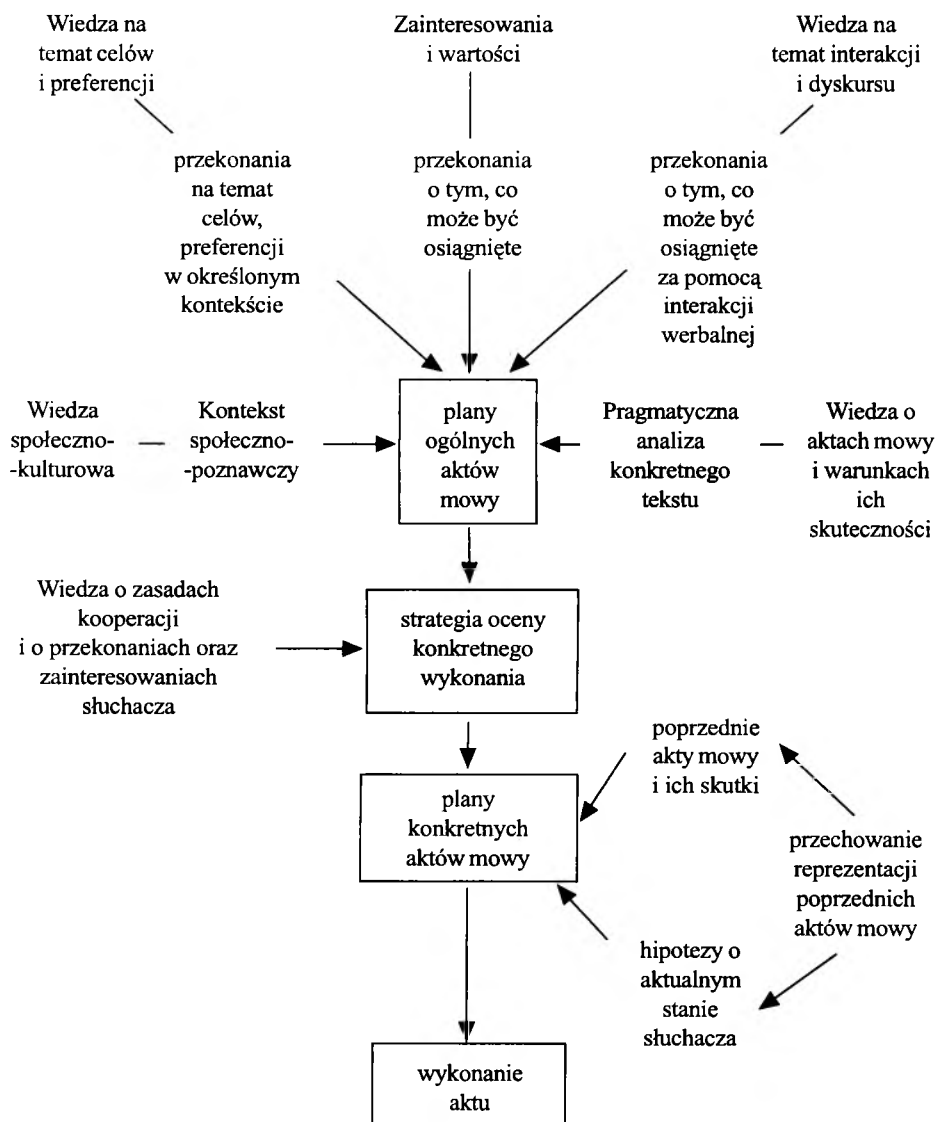 Wiedza na
temat celów
i preferencji
Zainteresowania
i wartości
Wiedza na
temat interakcji
i dyskursu
przekonania
na temat
celów,
preferencji
w określonym
kontekście
przekonania
o tym, co
może być
osiągnięte
przekonania
o tym, co
może być
osiągnięte
za pomocą
interakcji
werbalnej
Wiedza
społeczno-
-kulturowa
Kontekst
społeczno-
-poznawczy
plany
ogólnych
aktów
mowy
Pragmatyczna
analiza
konkretnego
tekstu
Wiedza o
aktach mowy
i warunkach
ich
skuteczności
Wiedza o zasadach
kooperacji
i o przekonaniach oraz
zainteresowaniach
słuchacza
strategia oceny
konkretnego
wykonania
poprzednie
akty mowy
i ich skutki
plany
konkretnych
aktów mowy
przechowanie
reprezentacji
poprzednich
aktów mowy
hipotezy o
aktualnym
stanie
słuchacza
wykonanie
aktu